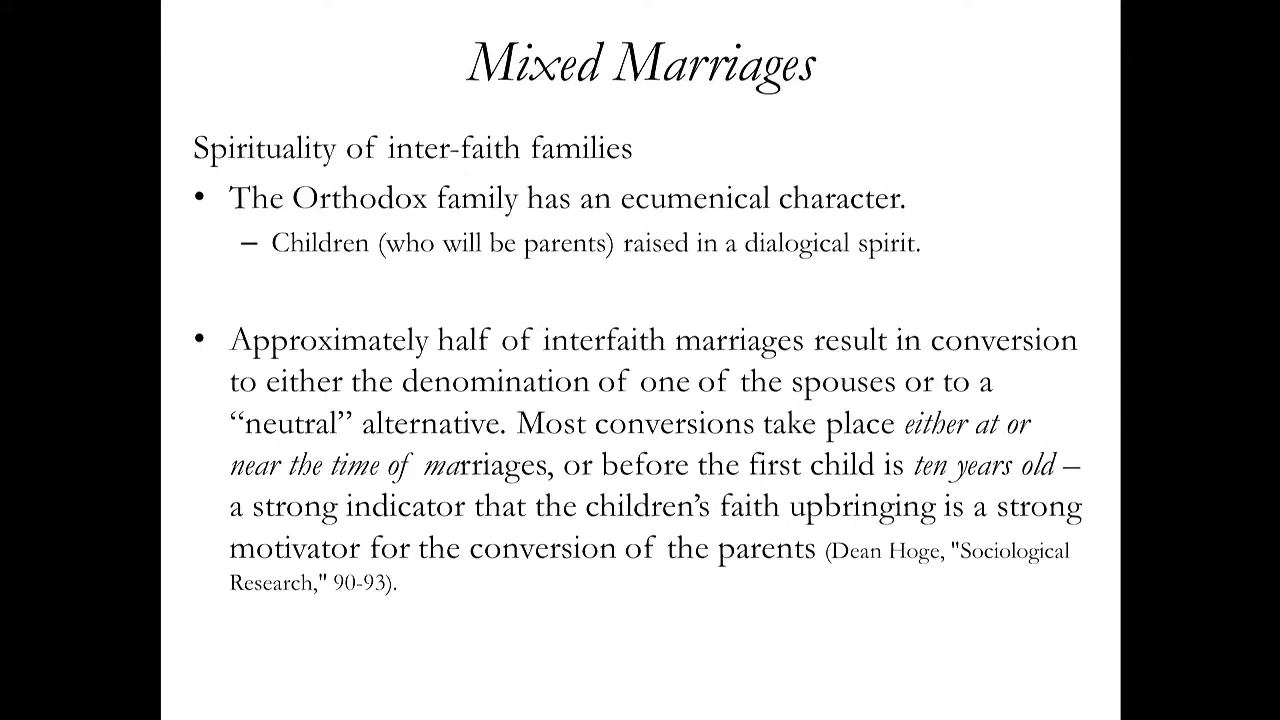 Mixed Marriages
Spirituality of inter-faith families
• The Orthodox family has an ecumenical character.
– Children (who will be parents) raised in a dialogical spirit.
• Approximately half of interfaith marriages result in conversion
to either the denomination of one of the spouses or to a
“neutral” alternative. Most conversions take place either at or
near the time of marriages, or before the first child is ten years old –
a strong indicator that the children’s faith upbringing is a strong
motivator for the conversion of the parents (Dean Hoge, "Sociological
Research," 90-93).